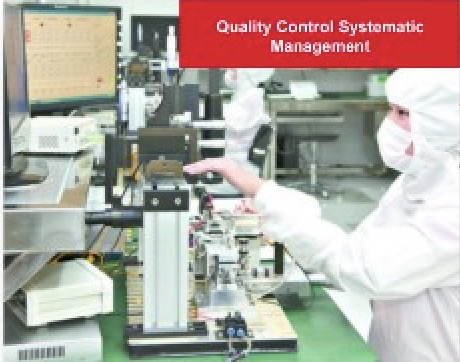 Quality Control Systematic
Management